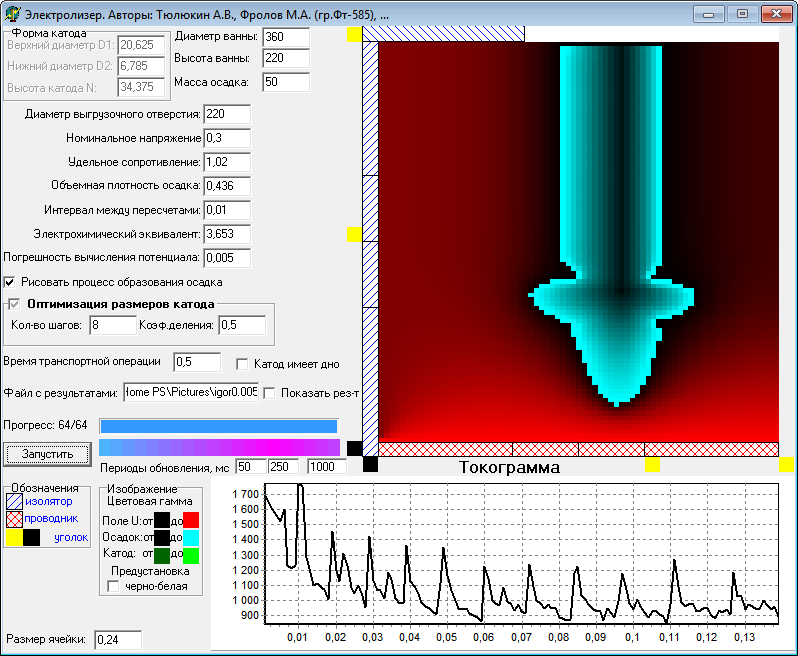 Электролизер. Авторы: Тюлюкин А.В., Фролов М.А. (гр.Фт-585), ...
Форма катода
Верхний диаметр D1: 20,625
Нижний диаметр D2: 6,785
Высота катода N: 34,375
Диаметр ванны: 360
Высота ванны: 220
Масса осадка: 50
Диаметр выгрузочного отверстия: 220
Номинальное напряжение 0,3
Удельное сопротивление: 1,02
Объемная плотность осадка: 0,436
Интервал между пересчетами: 0,01
Электрохимический эквивалент: 3,653
Погрешность вычисления потенциала: 0,005
Рисовать процесс образования осадка
Оптимизация размеров катода
Кол-во шагов: 8 Коэф.деления: 0,5
Время транспортной операции 0,5 Катод имеет дно
Файл с результатами: Home PS\Pictures\igor0.005 Показать рез-т
Прогресс: 64/64
Запустить
Периоды обновления, мс 50 250 1000
Обозначения
изолятор
проводник
уголок
Изображение
Цветовая гамма
Поле U: от до
Осадок: от до
Катод: от до
Предустановка
черно-белая
Размер ячейки: 0,24
Токограмма
1 700
1 600
1 500
1 400
1 300
1 200
1 100
1 000
900
0,01 0,02 0,03 0,04 0,05 0,06 0,07 0,08 0,09 0,1 0,11 0,12 0,13